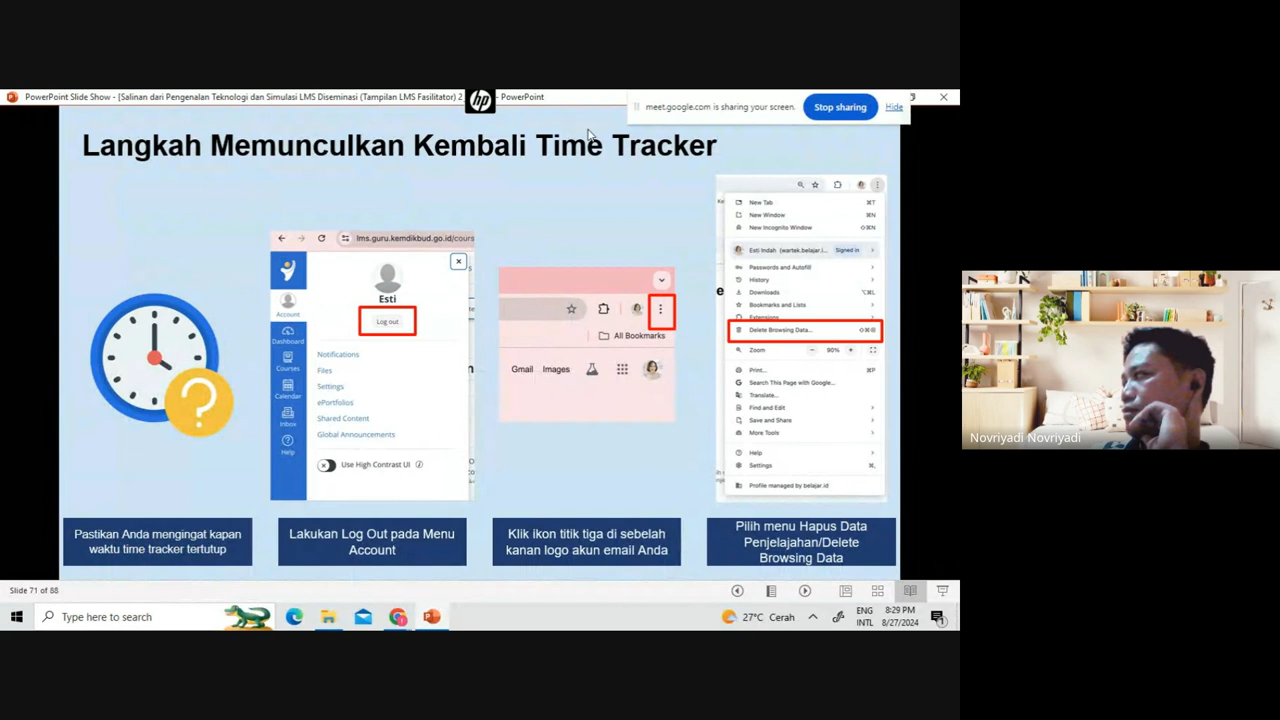 PowerPoint Slide Show - [Salinan dari Pengenalan Teknologi dan Simulasi LMS Diseminasi (Tampilan LMS Fasilitator) 2
hp
- PowerPoint
meet.google.com is sharing your screen.
Stop sharing
Hide
Langkah Memunculkan Kembali Time Tracker
lms.guru.kemdikbud.go.id/cours
Account
Dashboard
Courses
Calendar
Inbox
Help
Esti
Log out
Notifications
Files
Settings
ePortfolios
Shared Content
Global Announcements
Use High Contrast UI
All Bookmarks
Gmail
Images
New Tab
New Window
New Incognito Window
Esti Indah (wartek.belajar.i...
Signed in
Passwords and Autofill
History
Downloads
Bookmarks and Lists
Extensions
Delete Browsing Data...
Zoom
90%
Print...
Search This Page with Google...
Translate...
Find and Edit
Save and Share
More Tools
Help
Settings
Profile managed by belajar.id
Pastikan Anda mengingat kapan
waktu time tracker tertutup
Lakukan Log Out pada Menu
Account
Klik ikon titik tiga di sebelah
kanan logo akun email Anda
Pilih menu Hapus Data
Penjelajahan/Delete
Browsing Data
Novriyadi Novriyadi
Slide 71 of 88
Type here to search
27°C Cerah
ENG
INTL
8:29 PM
8/27/2024